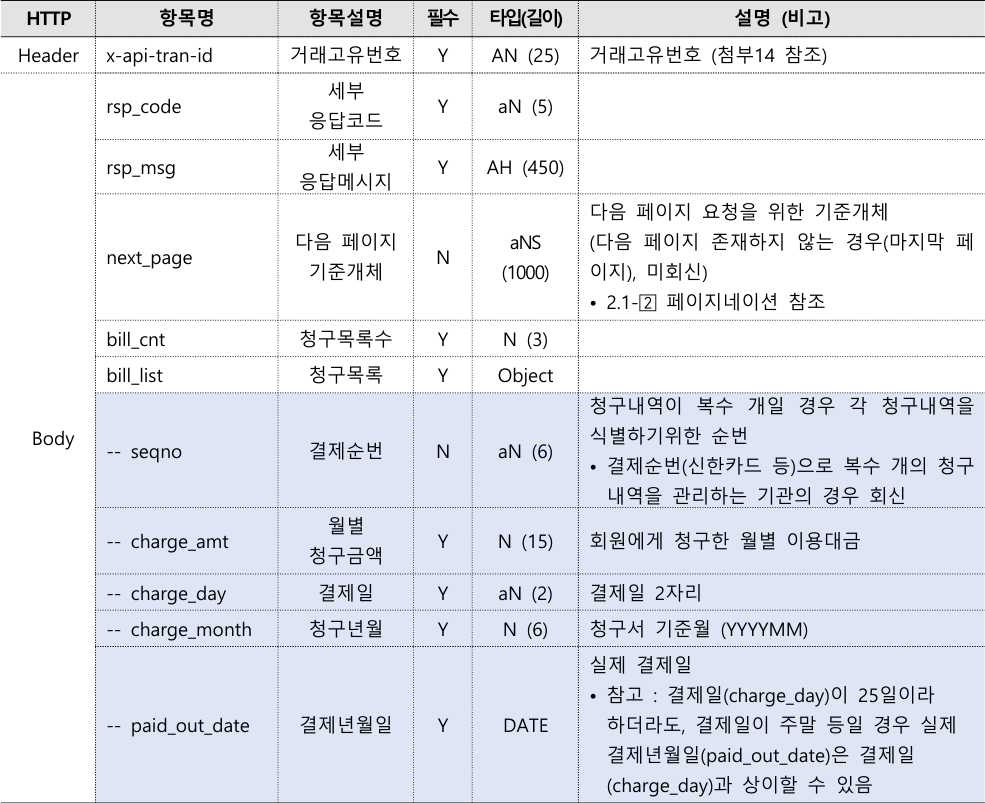 HTTP 항목명 항목설명 필수 타입(길이) 설명 (비고)
Header x-api-tran-id 거래고유번호 Y AN (25) 거래고유번호 (첨부14 참조)
Body
rsp_code 세부
응답코드 Y aN (5)
rsp_msg 세부
응답메시지 Y AH (450)
next_page 다음 페이지
기준개체 N aNS
(1000) 다음 페이지 요청을 위한 기준개체
(다음 페이지 존재하지 않는 경우(마지막 페
이지), 미회신)
• 2.1-② 페이지네이션 참조
bill_cnt 청구목록수 Y N (3)
bill_list 청구목록 Y Object
-- seqno 결제순번 N aN (6) 청구내역이 복수 개일 경우 각 청구내역을
식별하기위한 순번
• 결제순번(신한카드 등)으로 복수 개의 청구
내역을 관리하는 기관의 경우 회신
-- charge_amt 월별
청구금액 Y N (15) 회원에게 청구한 월별 이용대금
-- charge_day 결제일 Y aN (2) 결제일 2자리
-- charge_month 청구년월 Y N (6) 청구서 기준월 (YYYYMM)
-- paid_out_date 결제년월일 Y DATE 실제 결제일
• 참고 : 결제일(charge_day)이 25일이라
하더라도, 결제일이 주말 등일 경우 실제
결제년월일(paid_out_date)은 결제일
(charge_day)과 상이할 수 있음